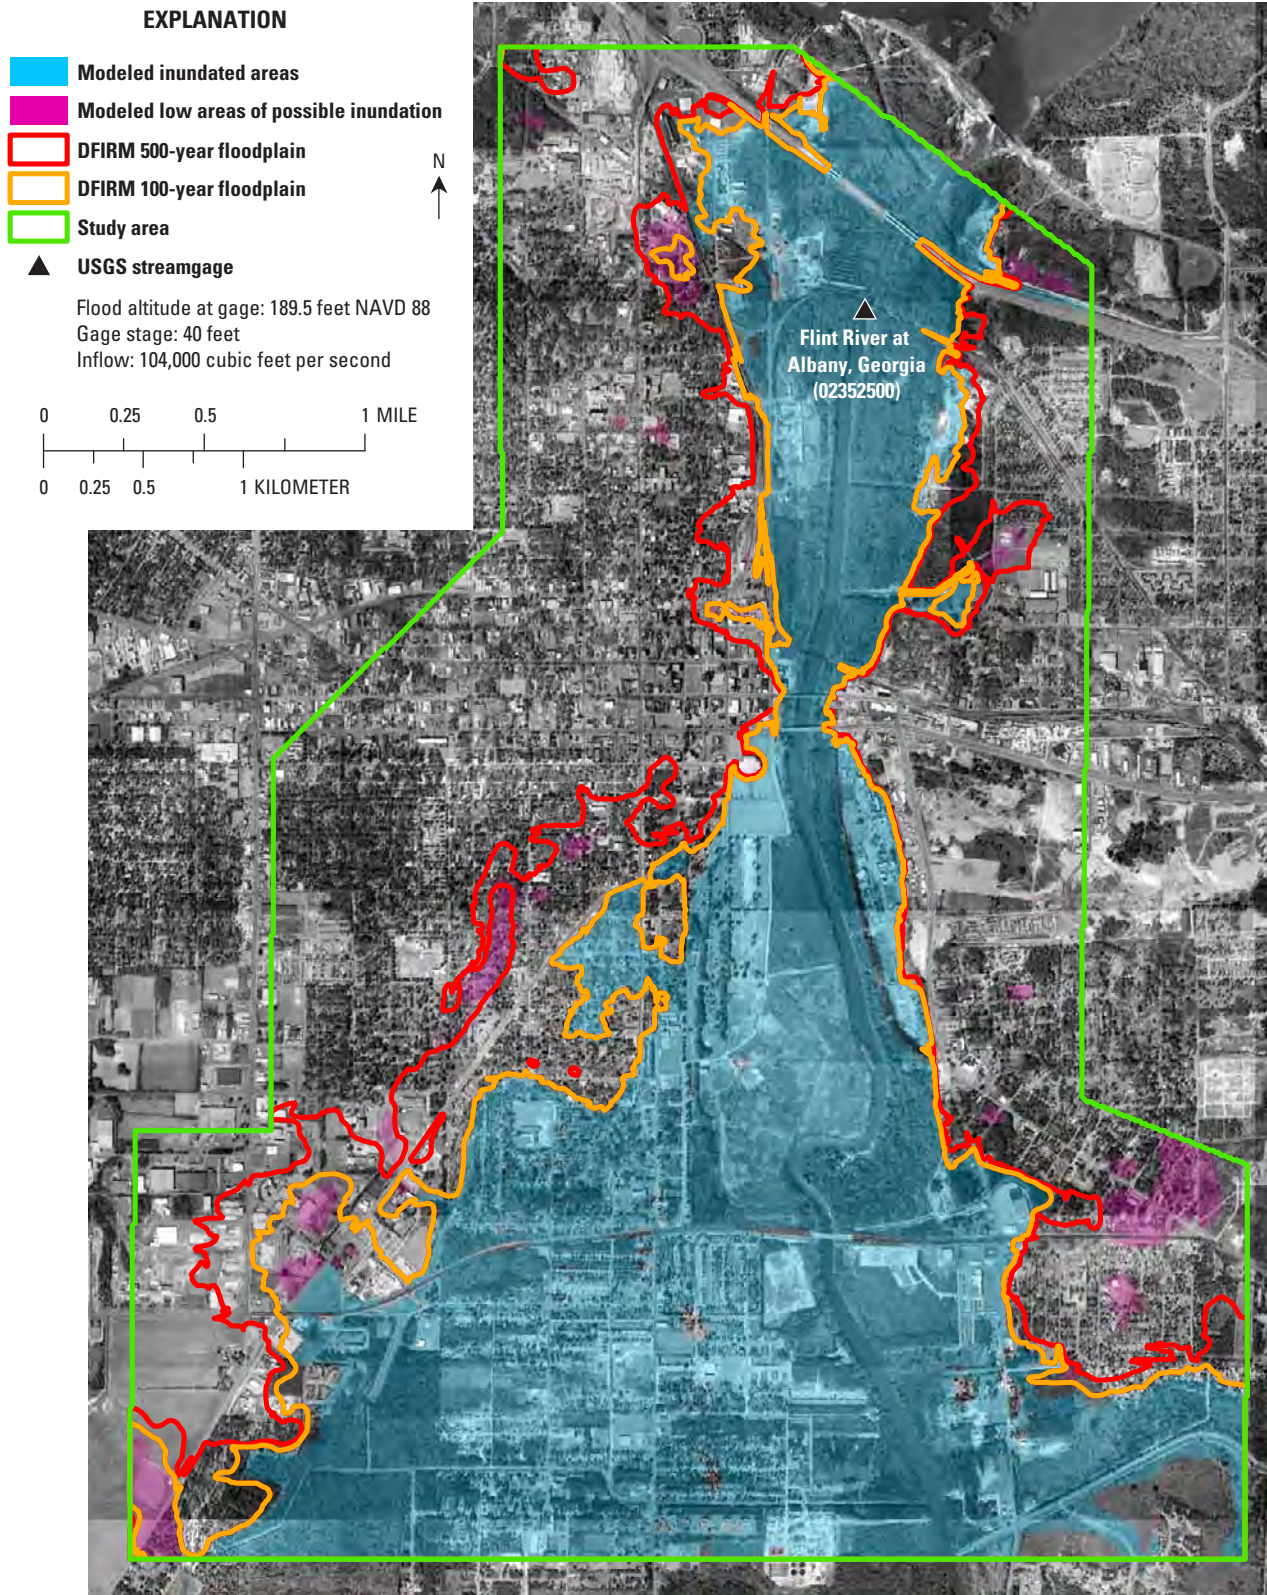 EXPLANATION
Modeled inundated areas
Modeled low areas of possible inundation
DFIRM 500-year floodplain
DFIRM 100-year floodplain
Study area
USGS streamgage
N
Flood altitude at gage: 189.5 feet NAVD 88
Gage stage: 40 feet
Inflow: 104,000 cubic feet per second
0 0.25 0.5 1 MILE
0 0.25 0.5 1 KILOMETER
Flint River at
Albany, Georgia
(02352500)